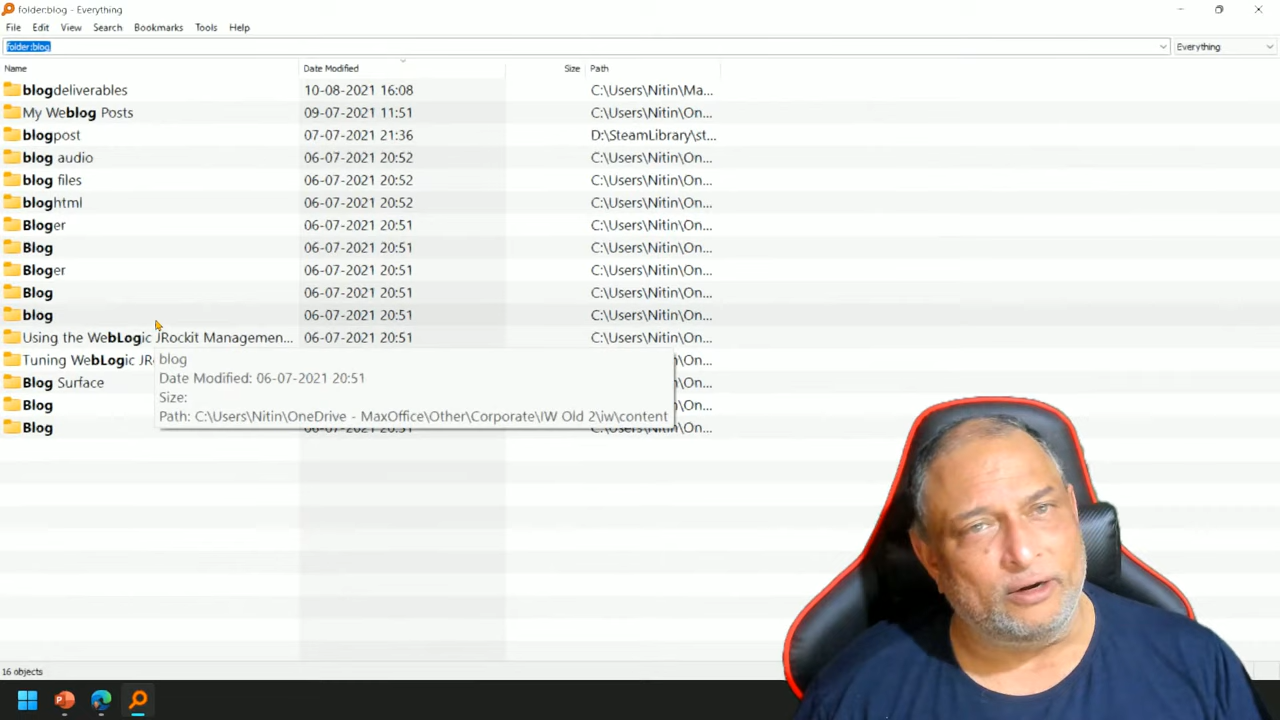 folder:blog - Everything
File Edit View Search Bookmarks Tools Help
folder:blog Everything
Name Date Modified Size Path
blogdeliverables 10-08-2021 16:08 C:\Users\Nitin\Ma...
My Weblog Posts 09-07-2021 11:51 C:\Users\Nitin\On...
blogpost 07-07-2021 21:36 D:\SteamLibrary\st...
blog audio 06-07-2021 20:52 C:\Users\Nitin\On...
blog files 06-07-2021 20:52 C:\Users\Nitin\On...
bloghtml 06-07-2021 20:52 C:\Users\Nitin\On...
Bloger 06-07-2021 20:51 C:\Users\Nitin\On...
Blog 06-07-2021 20:51 C:\Users\Nitin\On...
Bloger 06-07-2021 20:51 C:\Users\Nitin\On...
Blog 06-07-2021 20:51 C:\Users\Nitin\On...
blog 06-07-2021 20:51 C:\Users\Nitin\On...
Using the WebLogic JRockit Managemen... 06-07-2021 20:51 C:\Users\Nitin\On...
Tuning WebLogic JR
blog
Date Modified: 06-07-2021 20:51
Blog Surface
Size:
Blog
Path: C:\Users\Nitin\OneDrive - MaxOffice\Other\Corporate\IW Old 2\iw\content
Blog 06-07-2021 20:51 C:\Users\Nitin\On...
16 objects